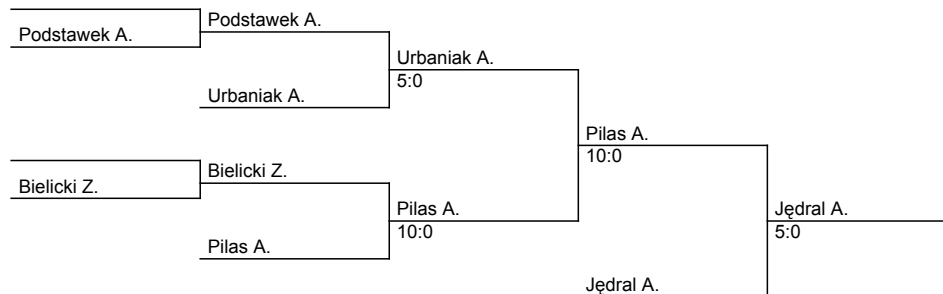 Podstawek A.
Podstawek A.
Urbaniak A.
5:0
Urbaniak A.
Pilas A.
10:0
Bielicki Z.
Bielicki Z.
Pilas A.
10:0
Pilas A.
Jędral A.
5:0
Jędral A.